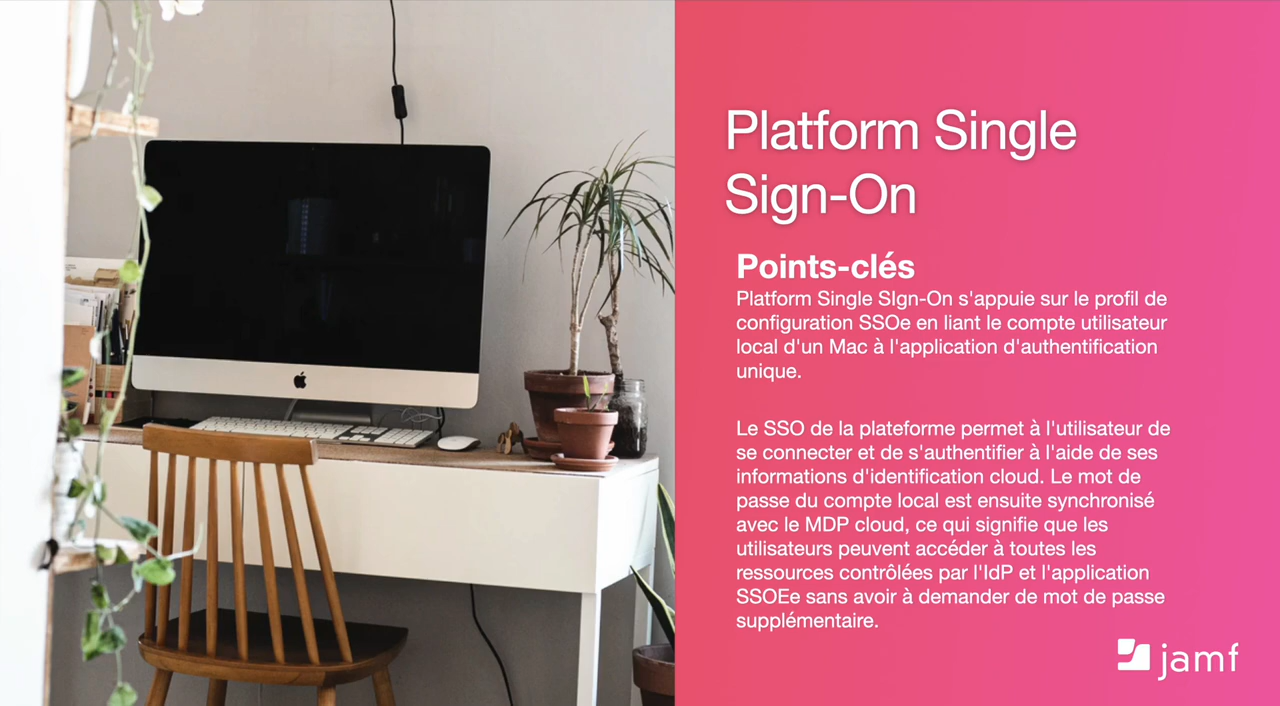 Platform Single
Sign-On
Points-clés
Platform Single SIgn-On s'appuie sur le profil de
configuration SSOe en liant le compte utilisateur
local d'un Mac à l'application d'authentification
unique.
Le SSO de la plateforme permet à l'utilisateur de
se connecter et de s'authentifier à l'aide de ses
informations d'identification cloud. Le mot de
passe du compte local est ensuite synchronisé
avec le MDP cloud, ce qui signifie que les
utilisateurs peuvent accéder à toutes les
ressources contrôlées par l'IdP et l'application
SSOEe sans avoir à demander de mot de passe
supplémentaire.
jamf